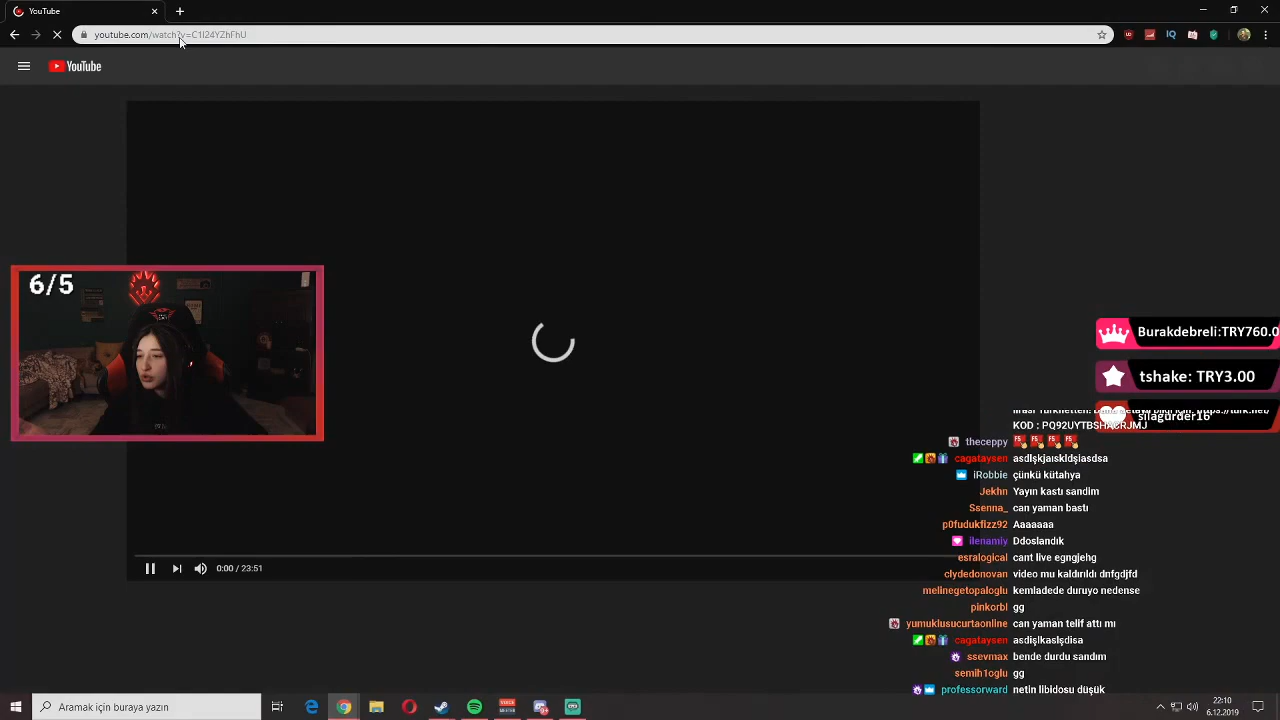 YouTube
youtube.com/watch?v=C1I24YZhFhU
YouTube
6/5
Burakdebreli:TRY760.0
tshake: TRY3.00
silagurder16
KOD : PQ92UYTBSHACRJMJ
theceppy
cagataysen asdlşkjaıskldşiasdsa
iRobbie çünkü kütahya
Jekhn Yayın kastı sandim
Ssenna_ can yaman bastı
p0fudukfizz92 Aaaaaaa
ilenamiy Ddoslandık
esralogical cant live egngjehg
clydedonovan video mu kaldırıldı dnfgdjfd
melinegetopaloglu kemladede duruyo nedense
pinkorbl gg
yumuklusucurtaonline can yaman telif attı mı
cagataysen asdişlkaslşdisa
ssevmax bende durdu sandım
semih1oglu gg
professorward netin libidosu düşük
0:00 / 23:51
Aramak için buraya yazın
22:10
6.12.2019